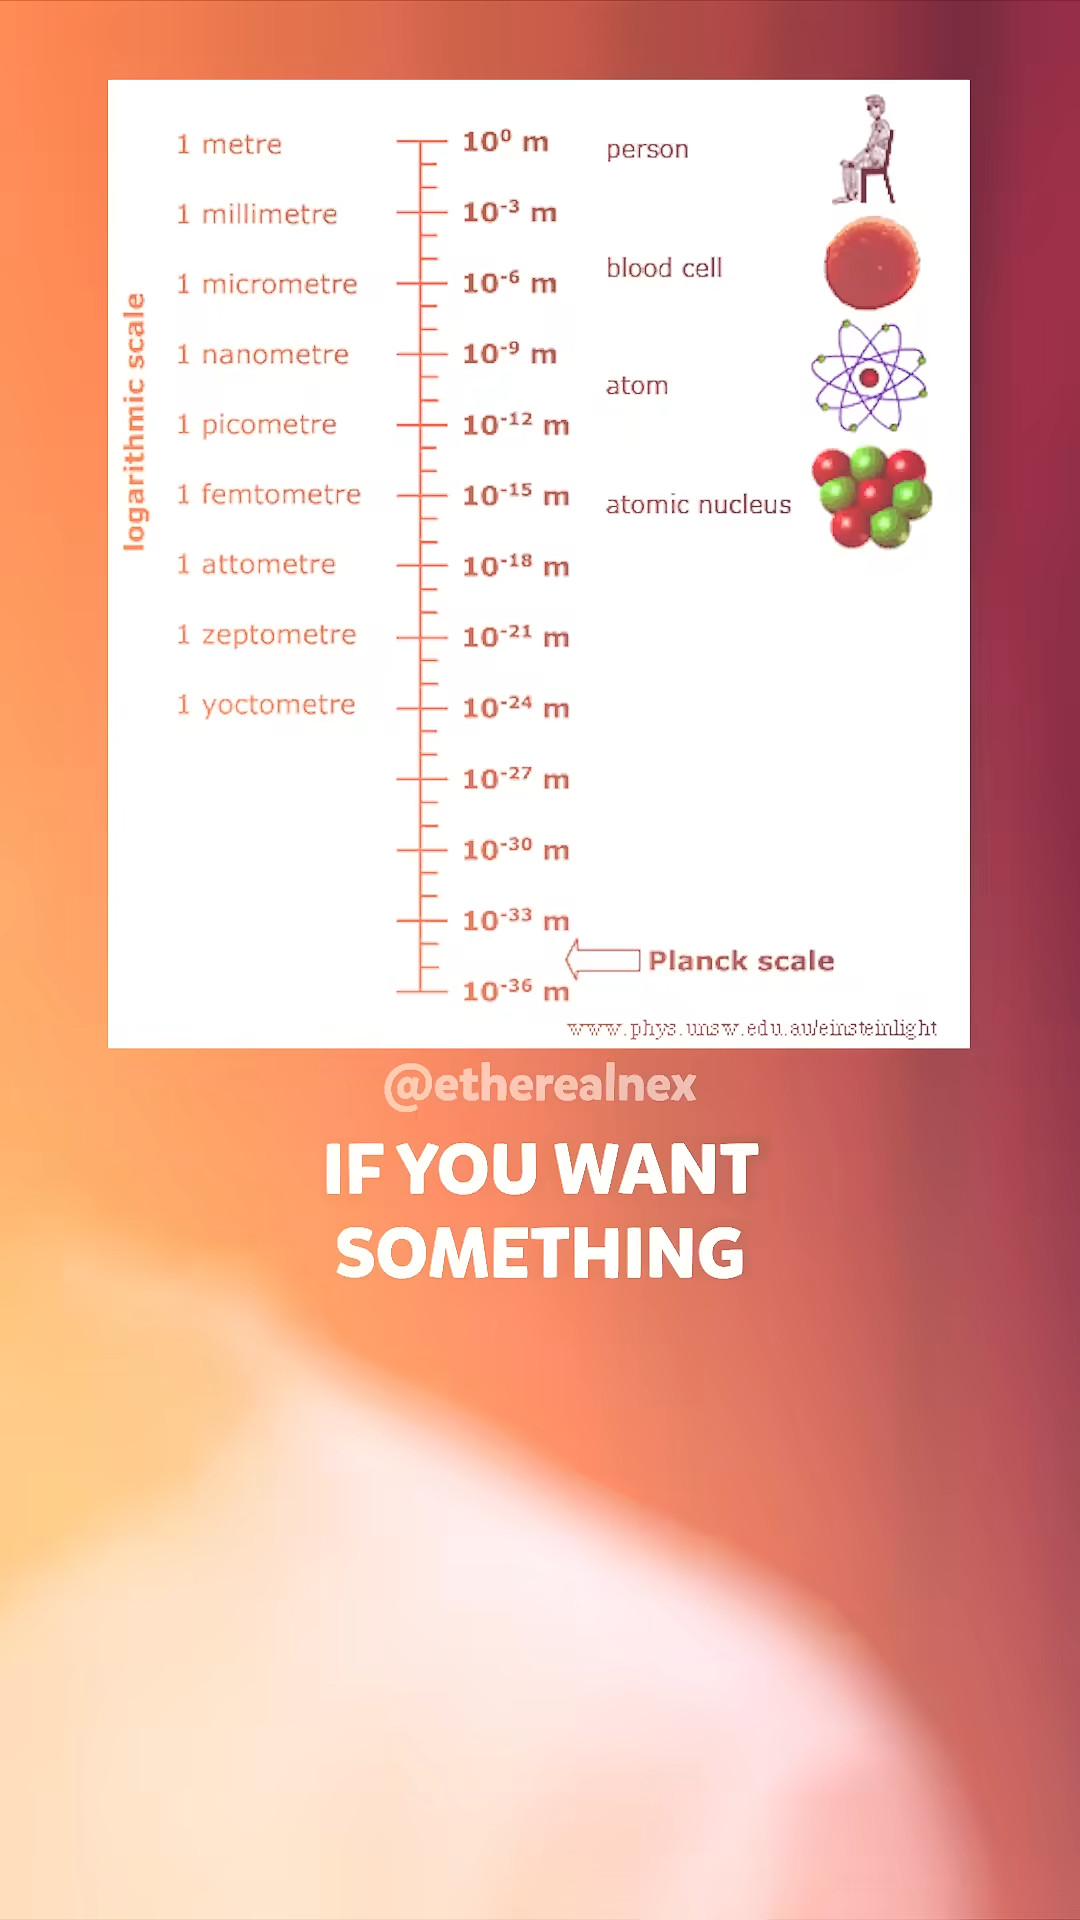 logarithmic scale
1 metre 10⁰ m person
1 millimetre 10⁻³ m
blood cell
1 micrometre 10⁻⁶ m
1 nanometre 10⁻⁹ m
atom
1 picometre 10⁻¹² m
1 femtometre 10⁻¹⁵ m atomic nucleus
1 attometre 10⁻¹⁸ m
1 zeptometre 10⁻²¹ m
1 yoctometre 10⁻²⁴ m
10⁻²⁷ m
10⁻³⁰ m
10⁻³³ m
Planck scale
10⁻³⁶ m
www.phys.unsw.edu.au/einsteinlight
@etherealnex
IF YOU WANT
SOMETHING